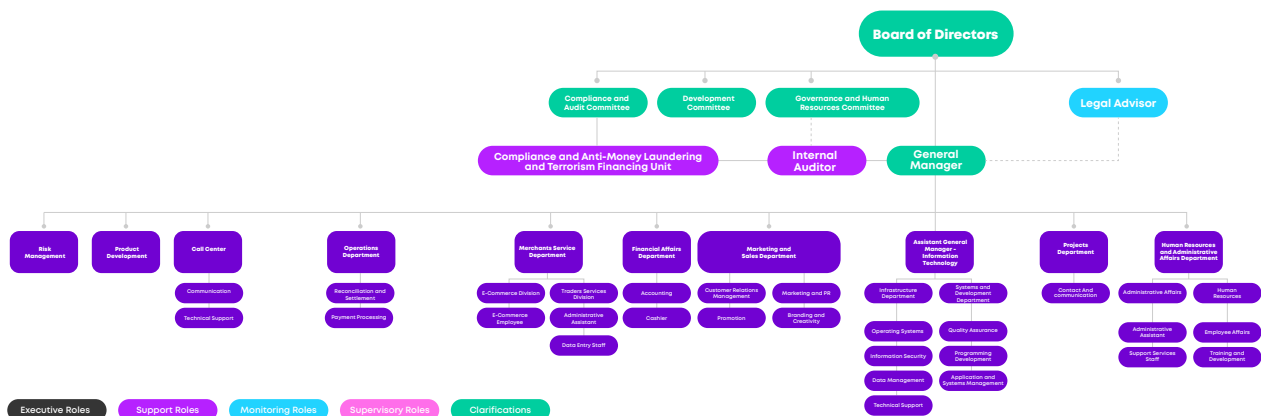 Board of Directors
Compliance and
Audit Committee
Development
Committee
Governance and Human
Resources Committee
Legal Advisor
Compliance and Anti-Money Laundering
and Terrorism Financing Unit
Internal
Auditor
General
Manager
Risk
Management
Product
Development
Call Center
Operations
Department
Merchants Service
Department
Financial Affairs
Department
Marketing and
Sales Department
Assistant General
Manager -
Information
Technology
Projects
Department
Human Resources
and Administrative
Affairs Department
Communication
Technical Support
Reconciliation and
Settlement
Payment Processing
E-Commerce Division
E-Commerce
Employee
Traders Services
Division
Administrative
Assistant
Data Entry Staff
Accounting
Cashier
Customer Relations
Management
Promotion
Marketing and PR
Branding and
Creativity
Infrastructure
Department
Operating Systems
Information Security
Data Management
Technical Support
Systems and
Development
Department
Quality Assurance
Programming
Development
Application and
Systems Management
Contact And
communication
Administrative Affairs
Administrative
Assistant
Support Services
Staff
Human
Resources
Employee Affairs
Training and
Development
Executive Roles
Support Roles
Monitoring Roles
Supervisory Roles
Clarifications